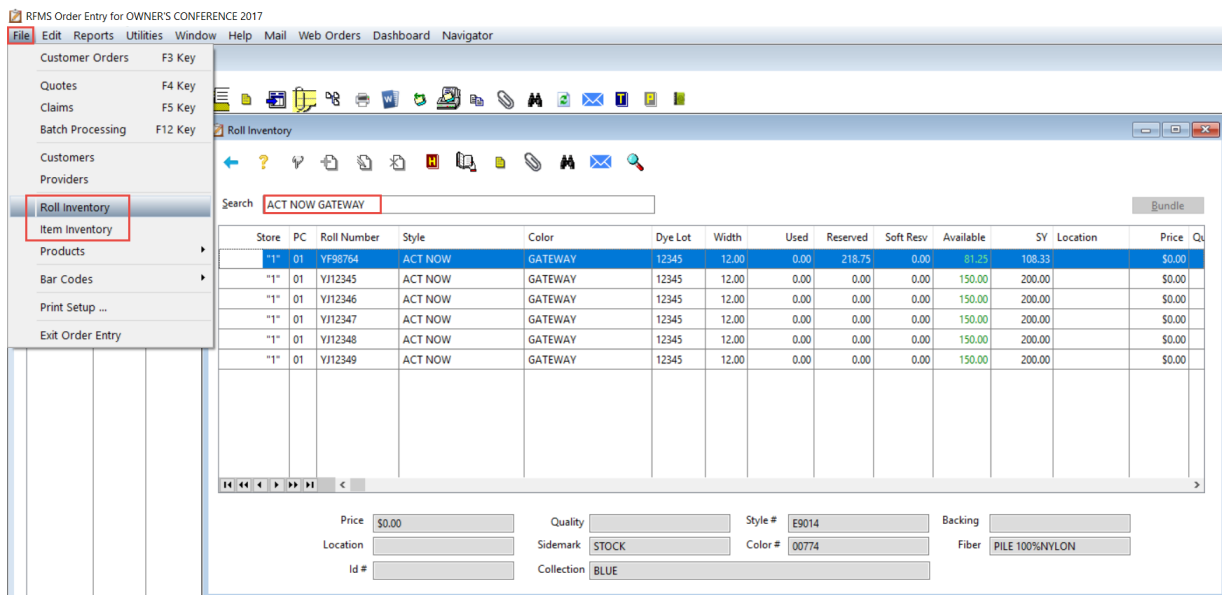 RFMS Order Entry for OWNER'S CONFERENCE 2017
File Edit Reports Utilities Window Help Mail Web Orders Dashboard Navigator
Customer Orders F3 Key
Quotes F4 Key
Claims F5 Key
Batch Processing F12 Key
Customers
Providers
Roll Inventory
Item Inventory
Products
Bar Codes
Print Setup ...
Exit Order Entry
Roll Inventory
Search ACT NOW GATEWAY Bundle
Store PC Roll Number Style Color Dye Lot Width Used Reserved Soft Resv Available SY Location Price Qu
"1" 01 YF98764 ACT NOW GATEWAY 12345 12.00 0.00 218.75 0.00 81.25 108.33 $0.00
"1" 01 YJ12345 ACT NOW GATEWAY 12345 12.00 0.00 0.00 0.00 150.00 200.00 $0.00
"1" 01 YJ12346 ACT NOW GATEWAY 12345 12.00 0.00 0.00 0.00 150.00 200.00 $0.00
"1" 01 YJ12347 ACT NOW GATEWAY 12345 12.00 0.00 0.00 0.00 150.00 200.00 $0.00
"1" 01 YJ12348 ACT NOW GATEWAY 12345 12.00 0.00 0.00 0.00 150.00 200.00 $0.00
"1" 01 YJ12349 ACT NOW GATEWAY 12345 12.00 0.00 0.00 0.00 150.00 200.00 $0.00
Price $0.00 Quality Style # E9014 Backing
Location Sidemark STOCK Color # 00774 Fiber PILE 100%NYLON
Id # Collection BLUE